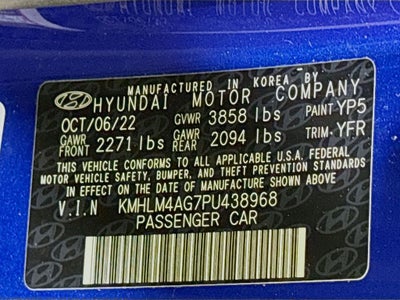 MANUFACTURED IN KOREA BY
HYUNDAI MOTOR COMPANY
OCT/06/22 GVWR 3858 lbs PAINT YP5
GAWR FRONT 2271 lbs GAWR REAR 2094 lbs TRIM YFR
THIS VEHICLE CONFORMS TO ALL APPLICABLE U.S.A. FEDERAL
MOTOR VEHICLE SAFETY, BUMPER, AND THEFT PREVENTION STANDARDS
IN EFFECT ON THE DATE OF MANUFACTURE SHOWN ABOVE.
V.I.N KMHLM4AG7PU438968
PASSENGER CAR